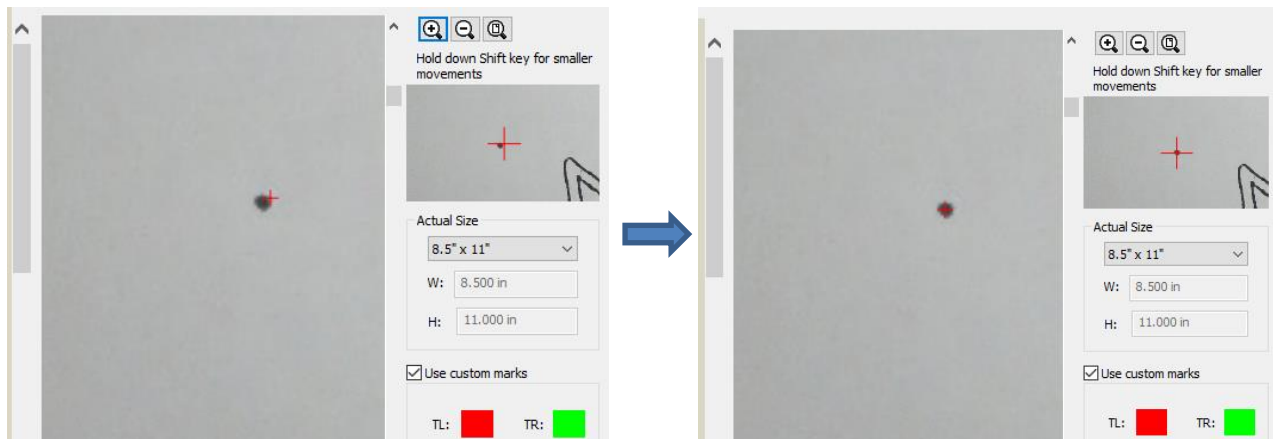 Hold down Shift key for smaller
movements
Actual Size
8.5" x 11"
W: 8.500 in
H: 11.000 in
Use custom marks
TL: TR:
Hold down Shift key for smaller
movements
Actual Size
8.5" x 11"
W: 8.500 in
H: 11.000 in
Use custom marks
TL: TR: